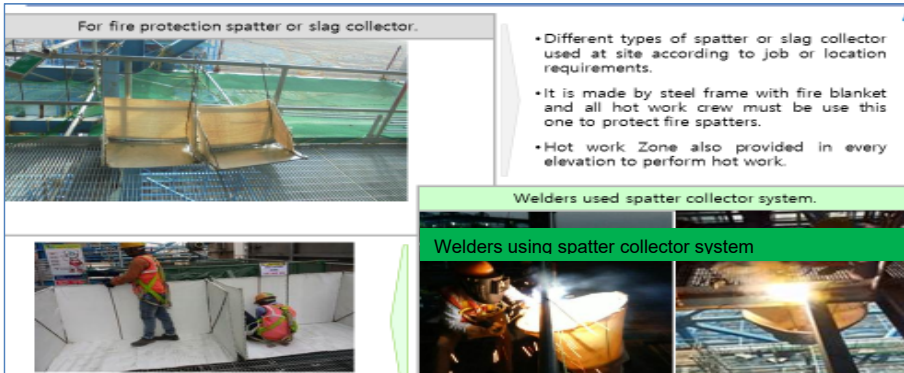 For fire protection spatter or slag collector.
• Different types of spatter or slag collector
used at site according to job or location
requirements.
• It is made by steel frame with fire blanket
and all hot work crew must be use this
one to protect fire spatters.
• Hot work Zone also provided in every
elevation to perform hot work.
Welders used spatter collector system.
Welders using spatter collector system